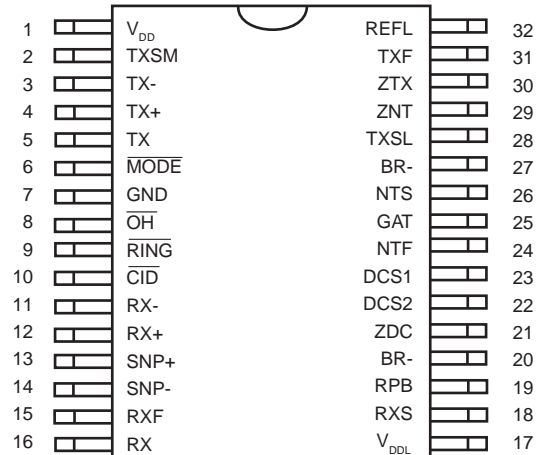 1 V_DD REFL 32
2 TXSM TXF 31
3 TX- ZTX 30
4 TX+ ZNT 29
5 TX TXSL 28
6 MODE BR- 27
7 GND NTS 26
8 OH GAT 25
9 RING NTF 24
10 CID DCS1 23
11 RX- DCS2 22
12 RX+ ZDC 21
13 SNP+ BR- 20
14 SNP- RPB 19
15 RXF RXS 18
16 RX V_DDL 17